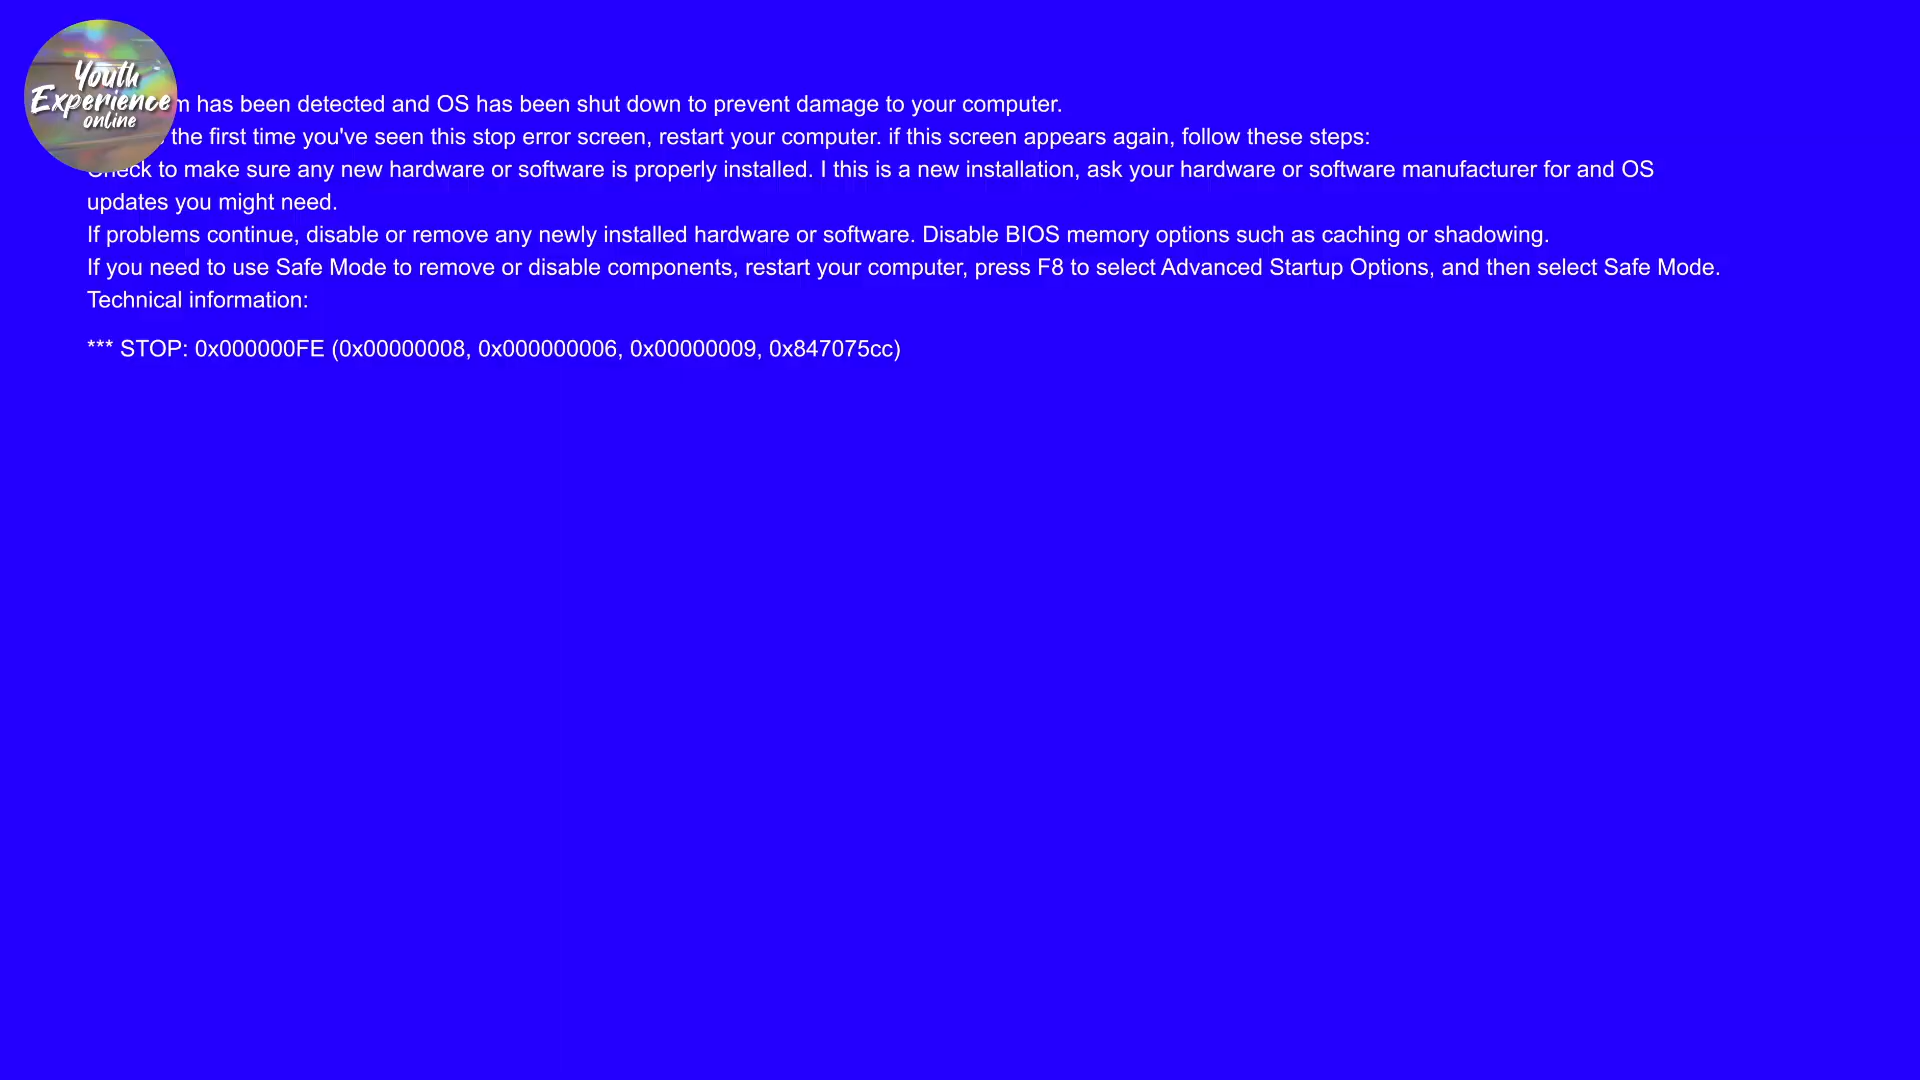 Youth
Experience
online
has been detected and OS has been shut down to prevent damage to your computer.
the first time you've seen this stop error screen, restart your computer. if this screen appears again, follow these steps:
Check to make sure any new hardware or software is properly installed. I this is a new installation, ask your hardware or software manufacturer for and OS
updates you might need.
If problems continue, disable or remove any newly installed hardware or software. Disable BIOS memory options such as caching or shadowing.
If you need to use Safe Mode to remove or disable components, restart your computer, press F8 to select Advanced Startup Options, and then select Safe Mode.
Technical information:
*** STOP: 0x000000FE (0x00000008, 0x000000006, 0x00000009, 0x847075cc)